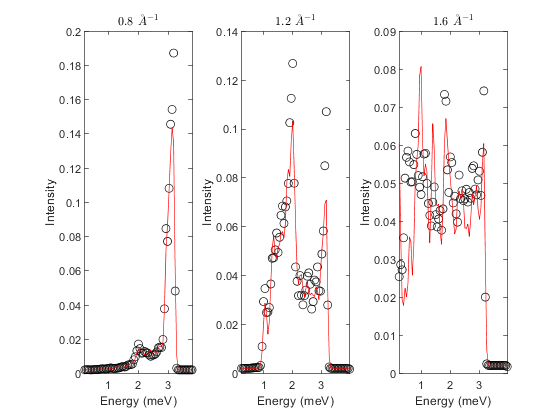 0.8 Å⁻¹
1.2 Å⁻¹
1.6 Å⁻¹
0.2
0.18
0.16
0.14
0.12
0.1
0.08
0.06
0.04
0.02
0
Intensity
1 2 3
Energy (meV)
0.14
0.12
0.1
0.08
0.06
0.04
0.02
0
Intensity
1 2 3
Energy (meV)
0.09
0.08
0.07
0.06
0.05
0.04
0.03
0.02
0.01
0
Intensity
1 2 3
Energy (meV)